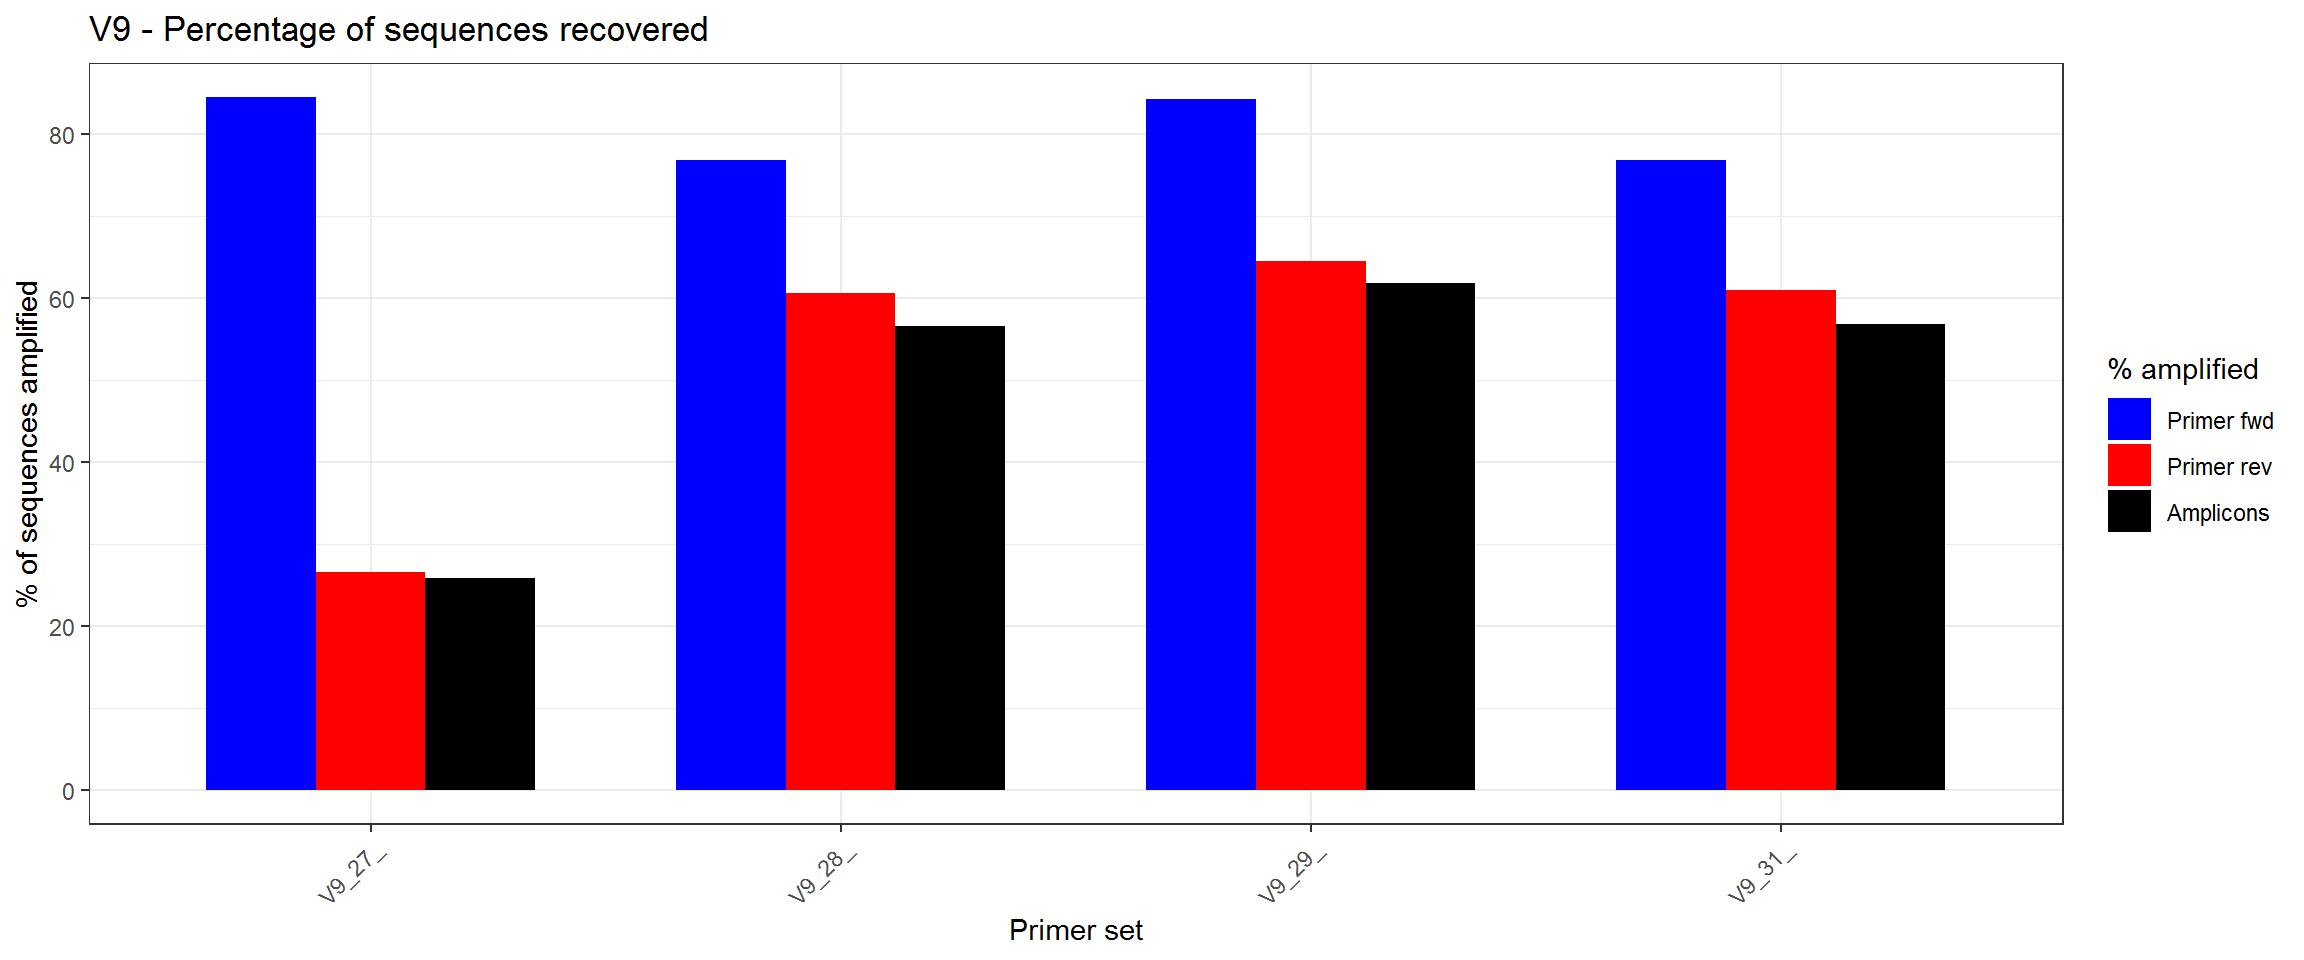 V9 - Percentage of sequences recovered
% of sequences amplified
80
60
40
20
0
V9_27_
V9_28_
V9_29_
V9_31_
Primer set
% amplified
Primer fwd
Primer rev
Amplicons